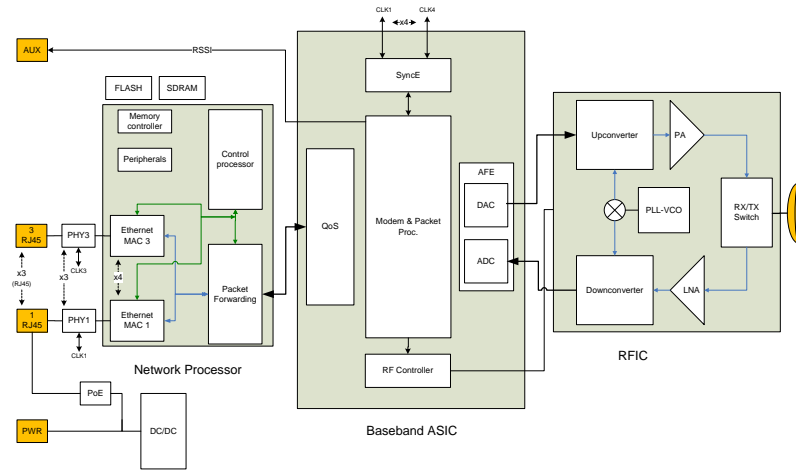 CLK1
x4
CLK4
AUX
RSSI
SyncE
FLASH
SDRAM
Memory
controller
Control
processor
Peripherals
Upconverter
PA
AFE
DAC
QoS
Modem & Packet
Proc.
PLL-VCO
RX/TX
Switch
3
RJ45
PHY3
Ethernet
MAC 3
ADC
CLK3
x3
(RJ45)
x3
x4
Packet
Forwarding
Downconverter
LNA
1
RJ45
PHY1
Ethernet
MAC 1
CLK1
RFIC
Network Processor
RF Controller
PoE
PWR
DC/DC
Baseband ASIC